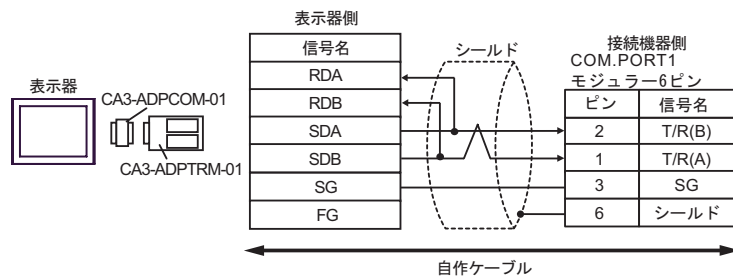 表示器側
信号名
RDA
RDB
SDA
SDB
SG
FG
シールド
接続機器側
COM.PORT1
モジュラー6ピン
ピン 信号名
2 T/R(B)
1 T/R(A)
3 SG
6 シールド
表示器
CA3-ADPCOM-01
CA3-ADPTRM-01
自作ケーブル